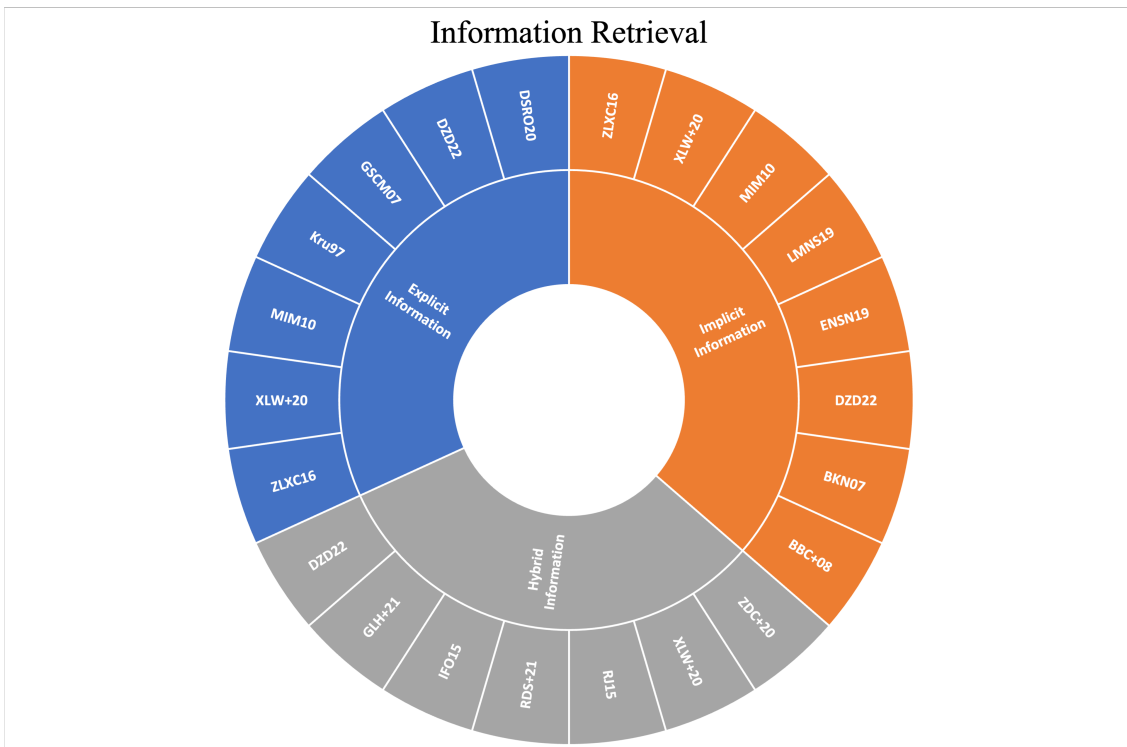 Information Retrieval
ZLXC16
XLW+20
MIM10
LMNS19
ENSN19
DZD22
BKN07
BBC+08
Implicit
Information
ZDC+20
XLW+20
RJ15
RDS+21
IFO15
GLH+21
DZD22
Hybrid
Information
ZLXC16
XLW+20
MIM10
Kru97
GSCM07
DZD22
DSRO20
Explicit
Information